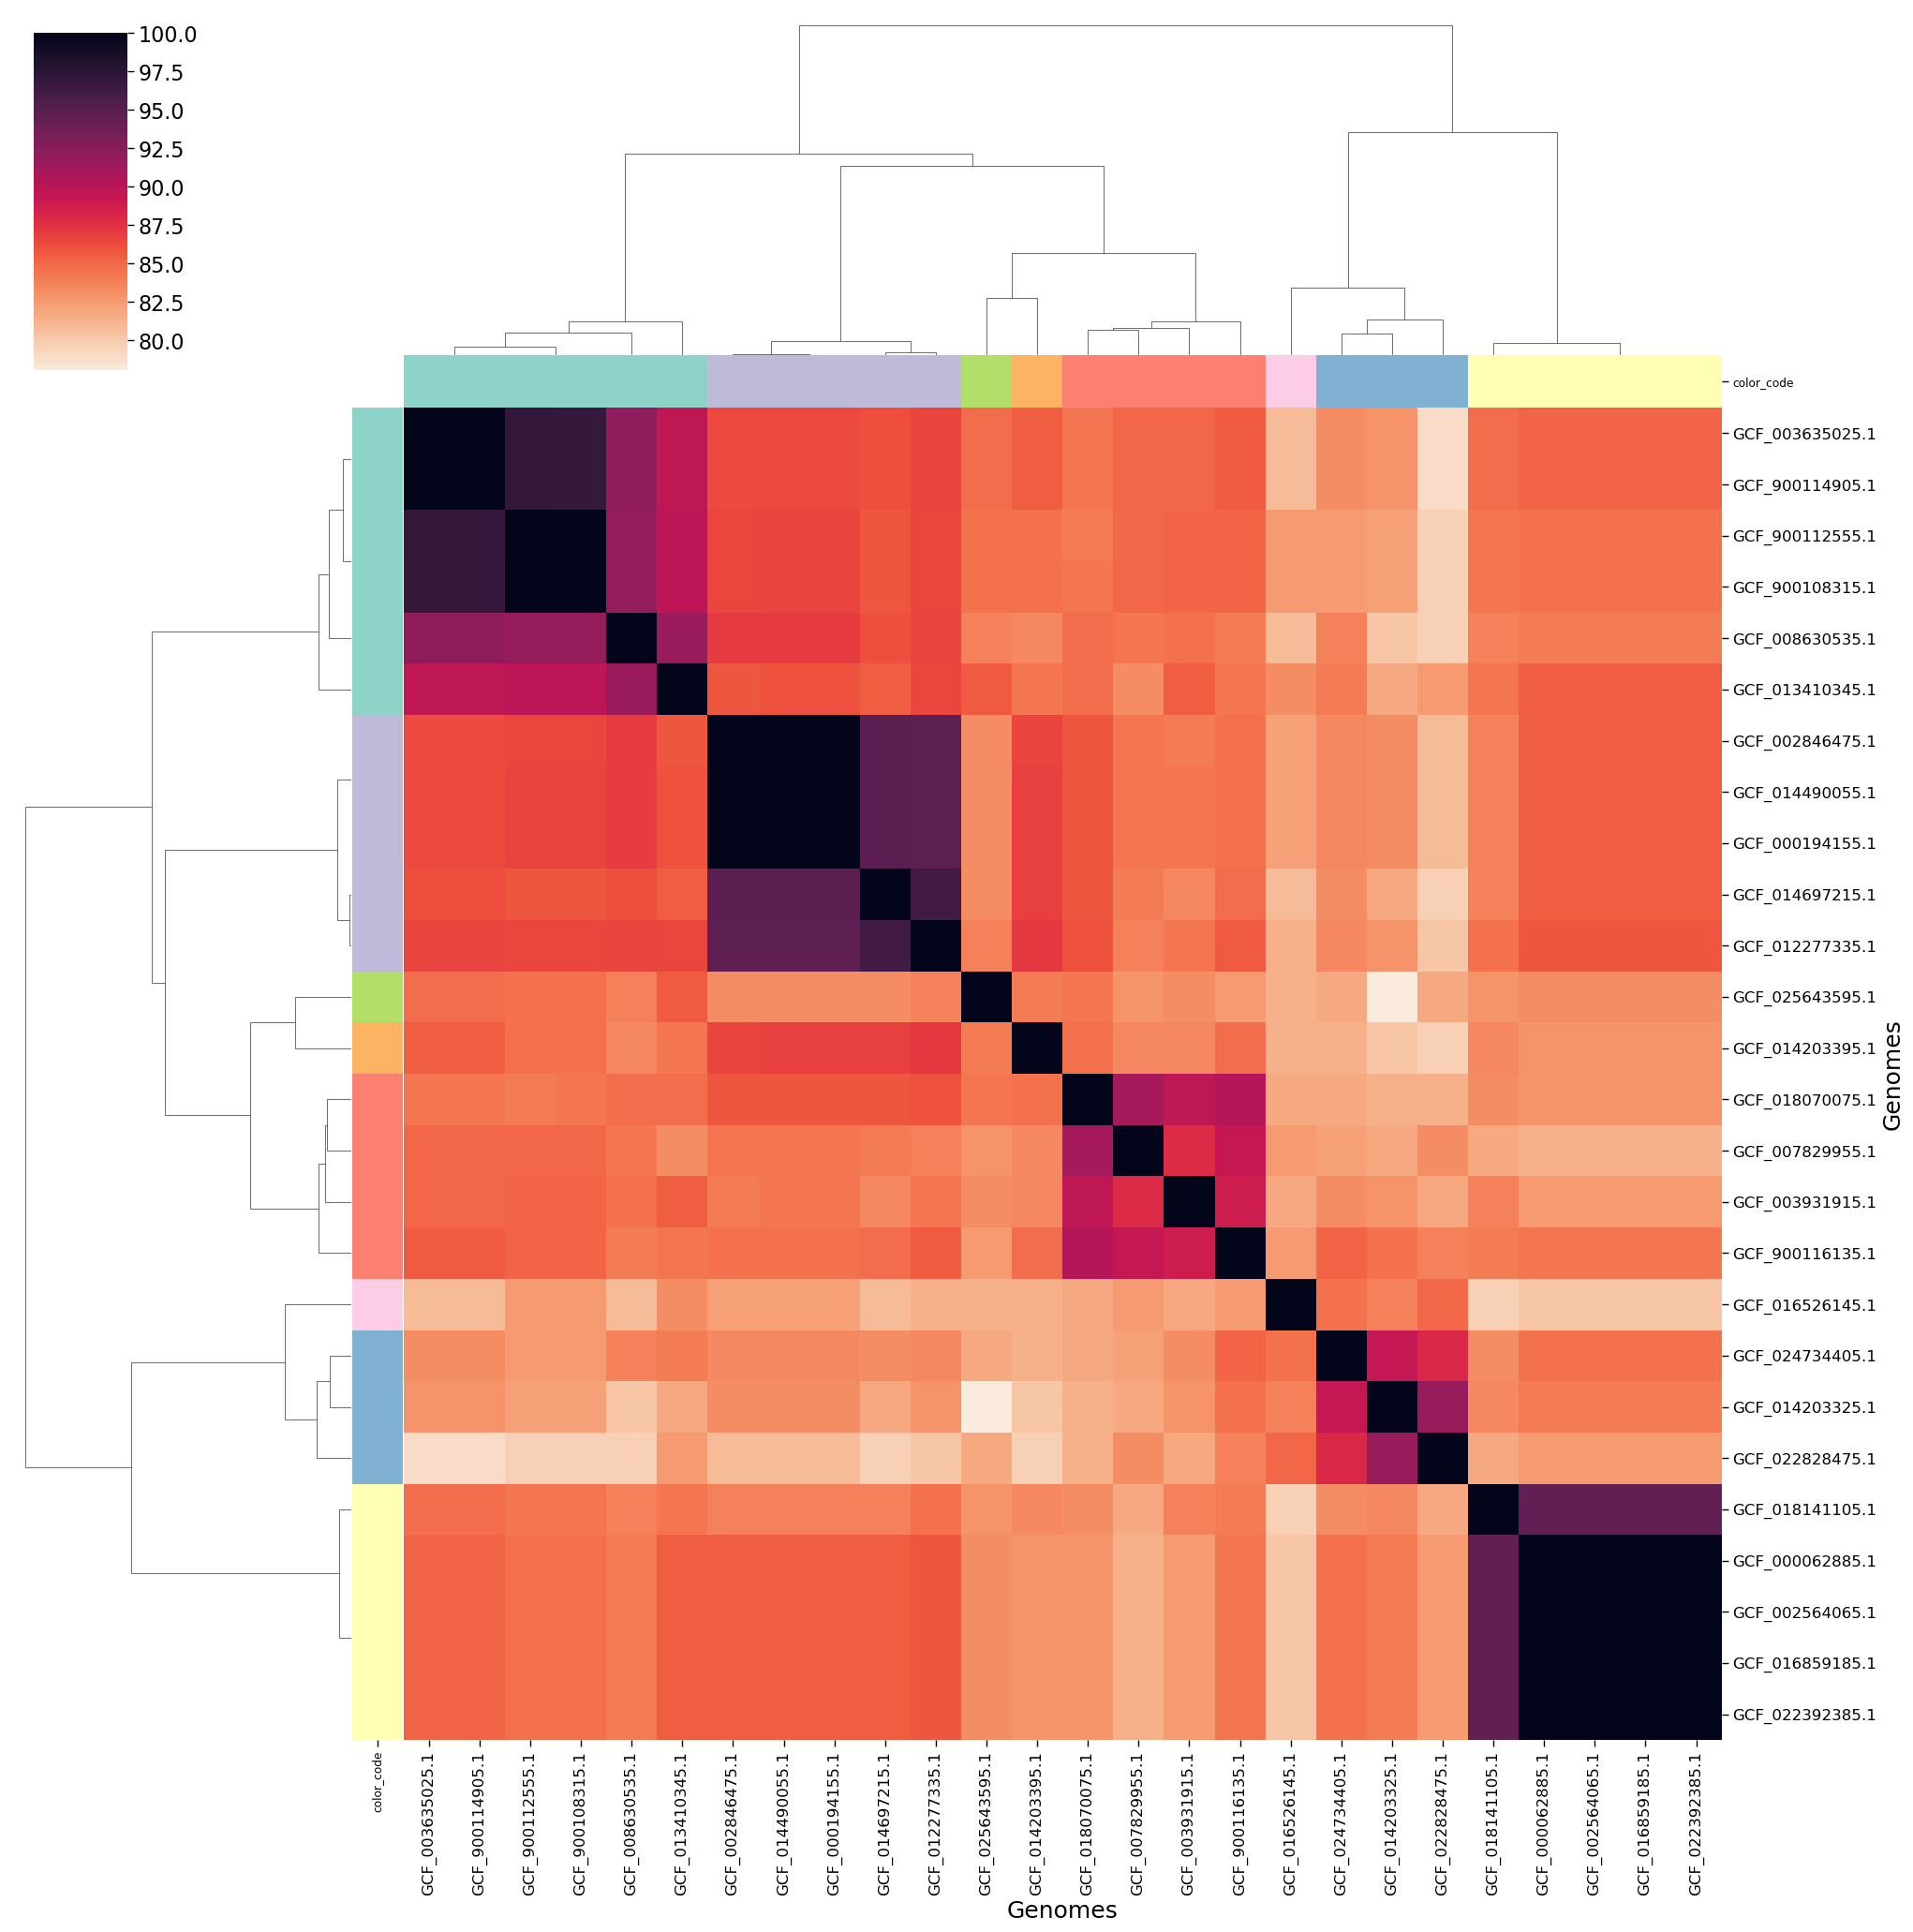 100.0
97.5
95.0
92.5
90.0
87.5
85.0
82.5
80.0
color_code
GCF_003635025.1
GCF_900114905.1
GCF_900112555.1
GCF_900108315.1
GCF_008630535.1
GCF_013410345.1
GCF_002846475.1
GCF_014490055.1
GCF_000194155.1
GCF_014697215.1
GCF_012277335.1
GCF_025643595.1
GCF_014203395.1
GCF_018070075.1
GCF_007829955.1
GCF_003931915.1
GCF_900116135.1
GCF_016526145.1
GCF_024734405.1
GCF_014203325.1
GCF_022828475.1
GCF_018141105.1
GCF_000062885.1
GCF_002564065.1
GCF_016859185.1
GCF_022392385.1
Genomes
color_code
GCF_003635025.1
GCF_900114905.1
GCF_900112555.1
GCF_900108315.1
GCF_008630535.1
GCF_013410345.1
GCF_002846475.1
GCF_014490055.1
GCF_000194155.1
GCF_014697215.1
GCF_012277335.1
GCF_025643595.1
GCF_014203395.1
GCF_018070075.1
GCF_007829955.1
GCF_003931915.1
GCF_900116135.1
GCF_016526145.1
GCF_024734405.1
GCF_014203325.1
GCF_022828475.1
GCF_018141105.1
GCF_000062885.1
GCF_002564065.1
GCF_016859185.1
GCF_022392385.1
Genomes